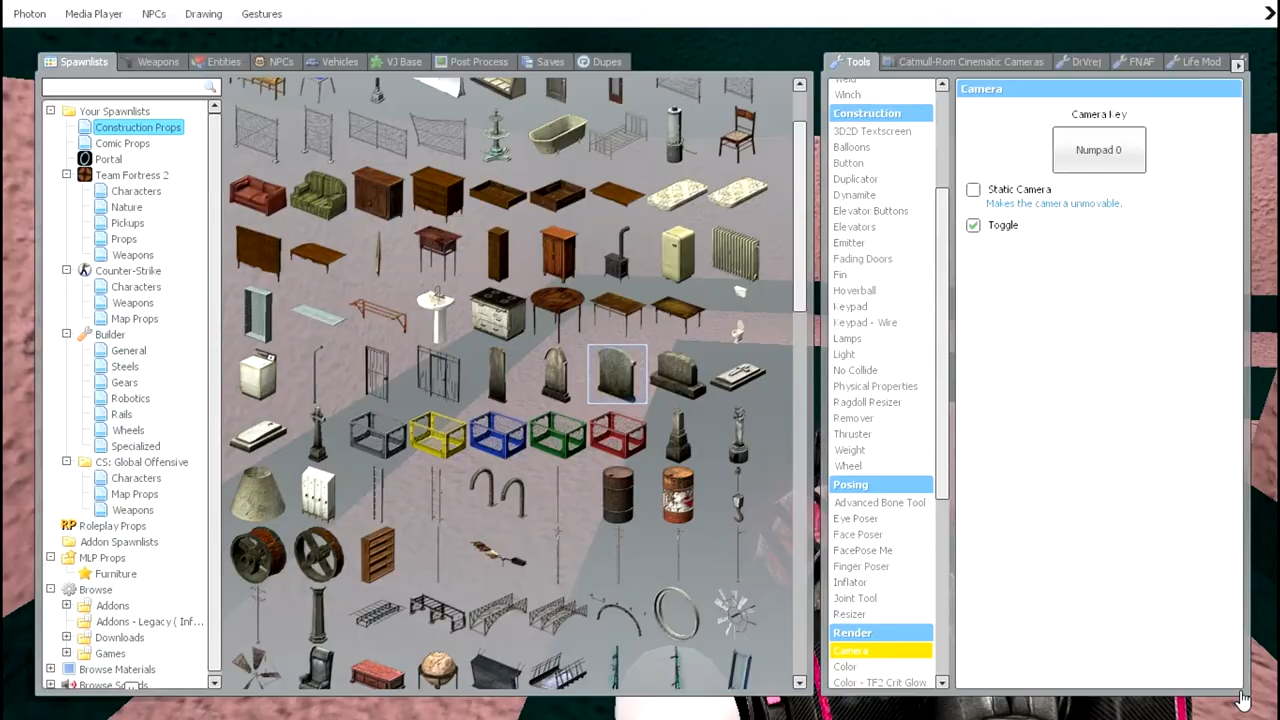 Photon Media Player NPCs Drawing Gestures
Spawnlists Weapons Entities NPCs Vehicles VJ Base Post Process Saves Dupes
Your Spawnlists
Construction Props
Comic Props
Portal
Team Fortress 2
Characters
Nature
Pickups
Props
Weapons
Counter-Strike
Characters
Weapons
Map Props
Builder
General
Steels
Gears
Robotics
Rails
Wheels
Specialized
CS: Global Offensive
Characters
Map Props
Weapons
RP Roleplay Props
Addon Spawnlists
MLP Props
Furniture
Browse
Addons
Addons - Legacy ( Inf...
Downloads
Games
Browse Materials
Tools Catmull-Rom Cinematic Cameras DrVrej FNAF Life Mod
Weld
Winch
Construction
3D2D Textscreen
Balloons
Button
Duplicator
Dynamite
Elevator Buttons
Elevators
Emitter
Fading Doors
Fin
Hoverball
Keypad
Keypad - Wire
Lamps
Light
No Collide
Physical Properties
Ragdoll Resizer
Remover
Thruster
Weight
Wheel
Posing
Advanced Bone Tool
Eye Poser
Face Poser
FacePose Me
Finger Poser
Inflator
Joint Tool
Resizer
Render
Camera
Color
Color - TF2 Crit Glow
Camera
Camera Key
Numpad 0
Static Camera
Makes the camera unmovable.
Toggle